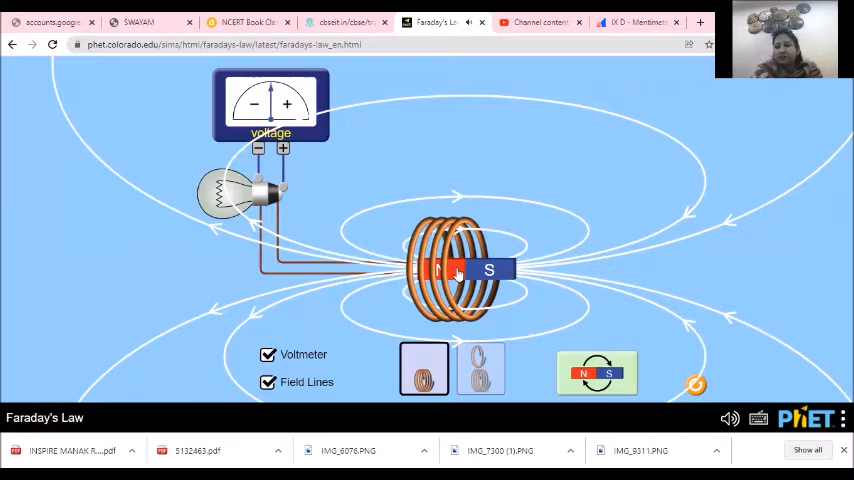 accounts.google
SWAYAM
NCERT Book Cla
cbseit.in/cbse/tra
Faraday's La
Channel content
IX D - Mentimet
phet.colorado.edu/sims/html/faradays-law/latest/faradays-law_en.html
− +
voltage
− +
N S
Voltmeter
Field Lines
N S
Faraday's Law
PhET
INSPIRE MANAK R....pdf
5132463.pdf
IMG_6076.PNG
IMG_7300 (1).PNG
IMG_9311.PNG
Show all